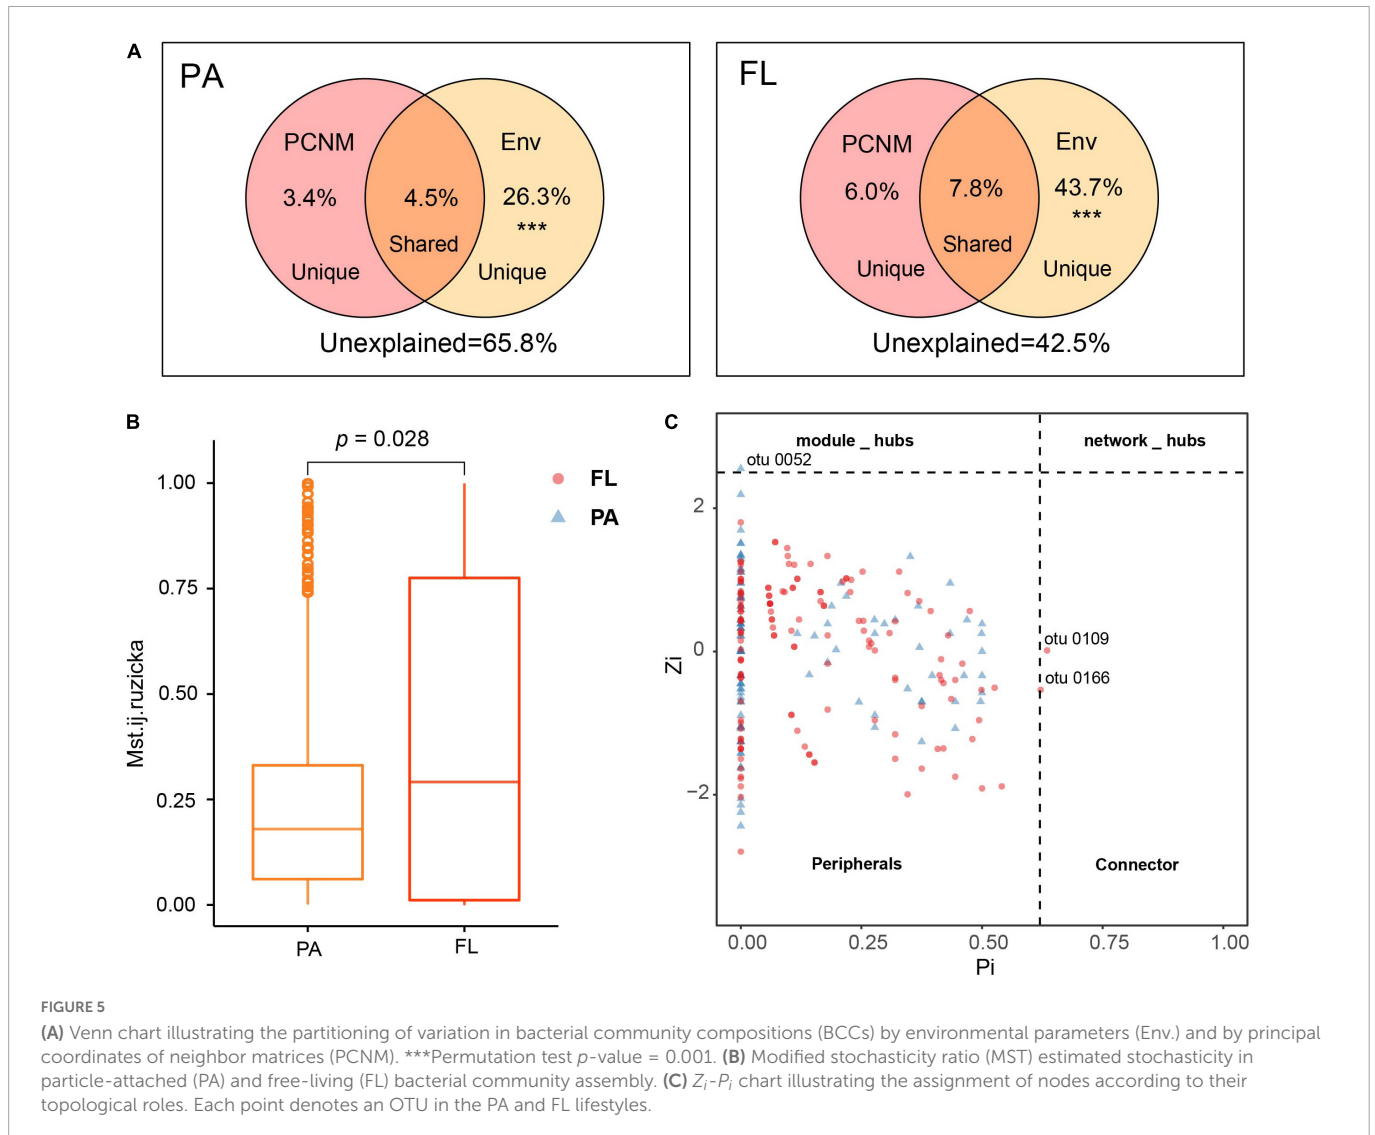 A
PA
PCNM
Env
3.4%
4.5%
26.3%
***
Shared
Unique
Unique
Unexplained=65.8%
FL
PCNM
Env
6.0%
7.8%
43.7%
***
Shared
Unique
Unique
Unexplained=42.5%
B
p = 0.028
FL
PA
Mst.ij.ruzicka
1.00
0.75
0.50
0.25
0.00
PA
FL
C
module _ hubs
network _ hubs
otu 0052
otu 0109
otu 0166
Peripherals
Connector
Zi
2
0
−2
0.00
0.25
0.50
0.75
1.00
Pi
FIGURE 5
(A) Venn chart illustrating the partitioning of variation in bacterial community compositions (BCCs) by environmental parameters (Env.) and by principal
coordinates of neighbor matrices (PCNM). ***Permutation test p-value = 0.001. (B) Modified stochasticity ratio (MST) estimated stochasticity in
particle-attached (PA) and free-living (FL) bacterial community assembly. (C) Zi-Pi chart illustrating the assignment of nodes according to their
topological roles. Each point denotes an OTU in the PA and FL lifestyles.